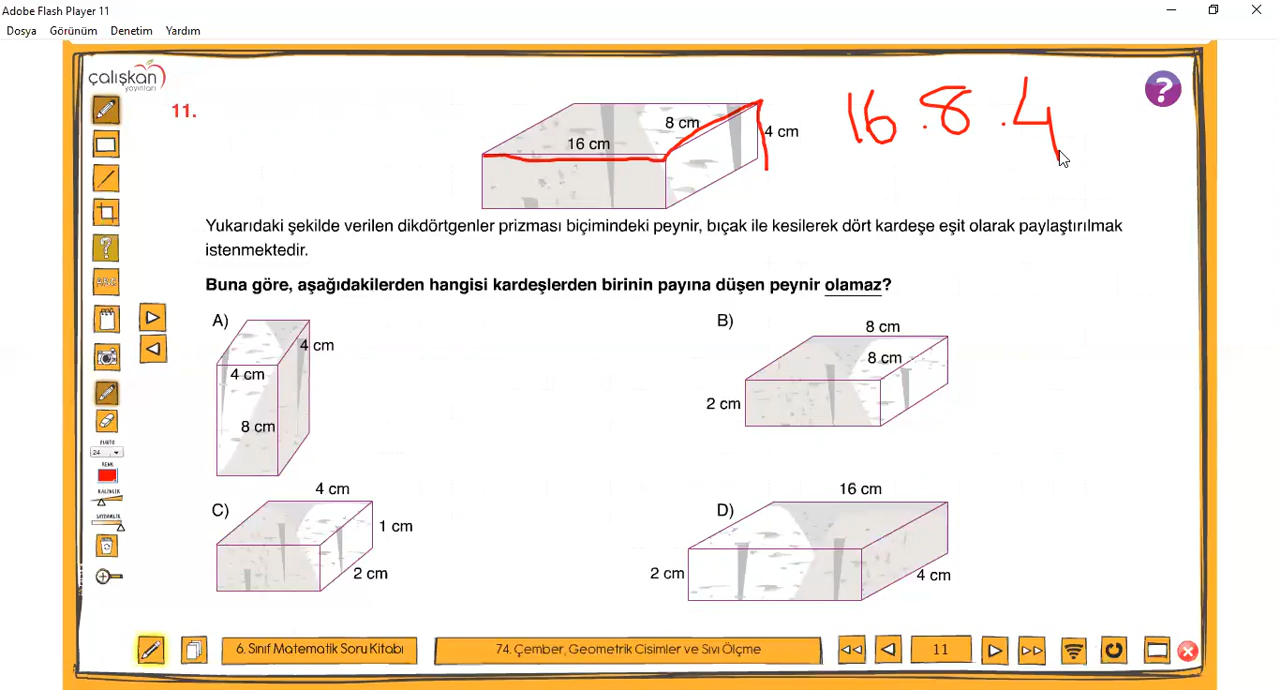 Adobe Flash Player 11
Dosya Görünüm Denetim Yardım
çalışkan
yayınları
11.
16 cm
8 cm
4 cm
16 . 8 . 4
?
Yukarıdaki şekilde verilen dikdörtgenler prizması biçimindeki peynir, bıçak ile kesilerek dört kardeşe eşit olarak paylaştırılmak
istenmektedir.
Buna göre, aşağıdakilerden hangisi kardeşlerden birinin payına düşen peynir olamaz?
A)
4 cm
4 cm
8 cm
B)
8 cm
8 cm
2 cm
C)
4 cm
1 cm
2 cm
D)
16 cm
2 cm
4 cm
?
ABC
24
RENK
6. Sınıf Matematik Soru Kitabı
74. Çember, Geometrik Cisimler ve Sıvı Ölçme
11